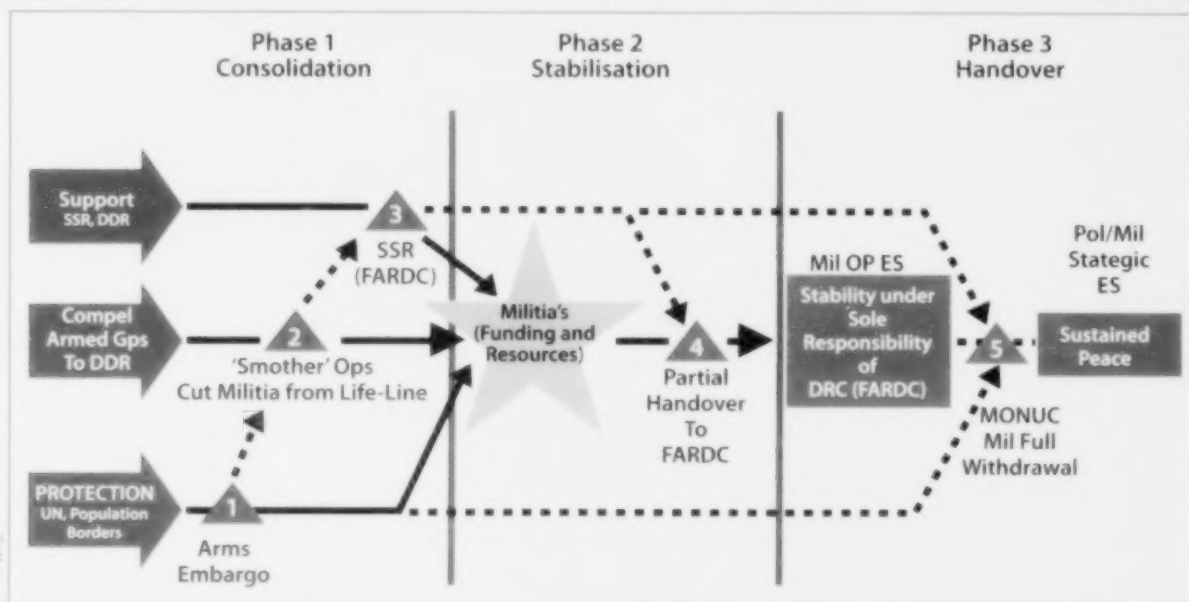 Phase 1
Consolidation
Phase 2
Stabilisation
Phase 3
Handover
Support
SSR, DDR
3
SSR
(FARDC)
Compel
Armed Gps
To DDR
2
'Smother' Ops
Cut Militia from Life-Line
PROTECTION
UN, Population
Borders
1
Arms
Embargo
Militia's
(Funding and
Resources)
4
Partial
Handover
To
FARDC
Mil OP ES
Stability under
Sole
Responsibility
of
DRC (FARDC)
5
MONUC
Mil Full
Withdrawal
Pol/Mil
Stategic
ES
Sustained
Peace